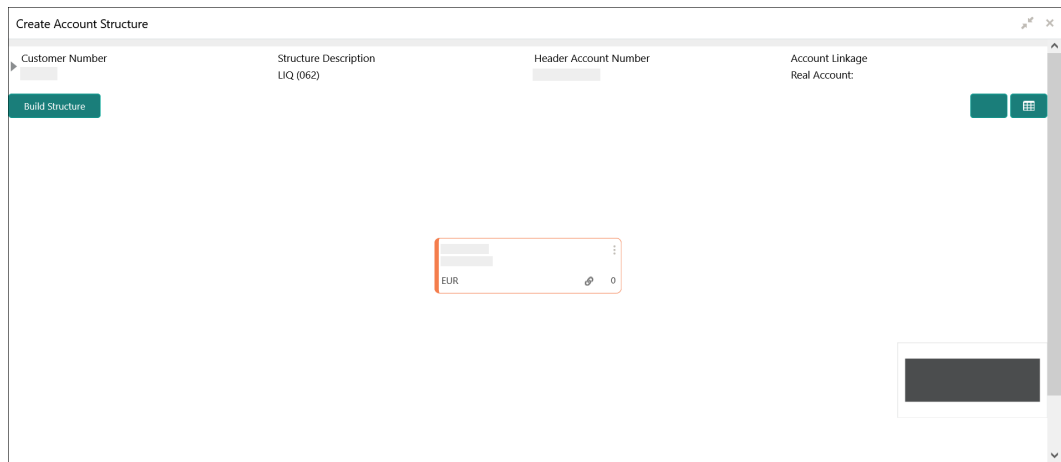 Create Account Structure
Customer Number
Structure Description
Header Account Number
Account Linkage
LIQ (062)
Real Account:
Build Structure
EUR
0